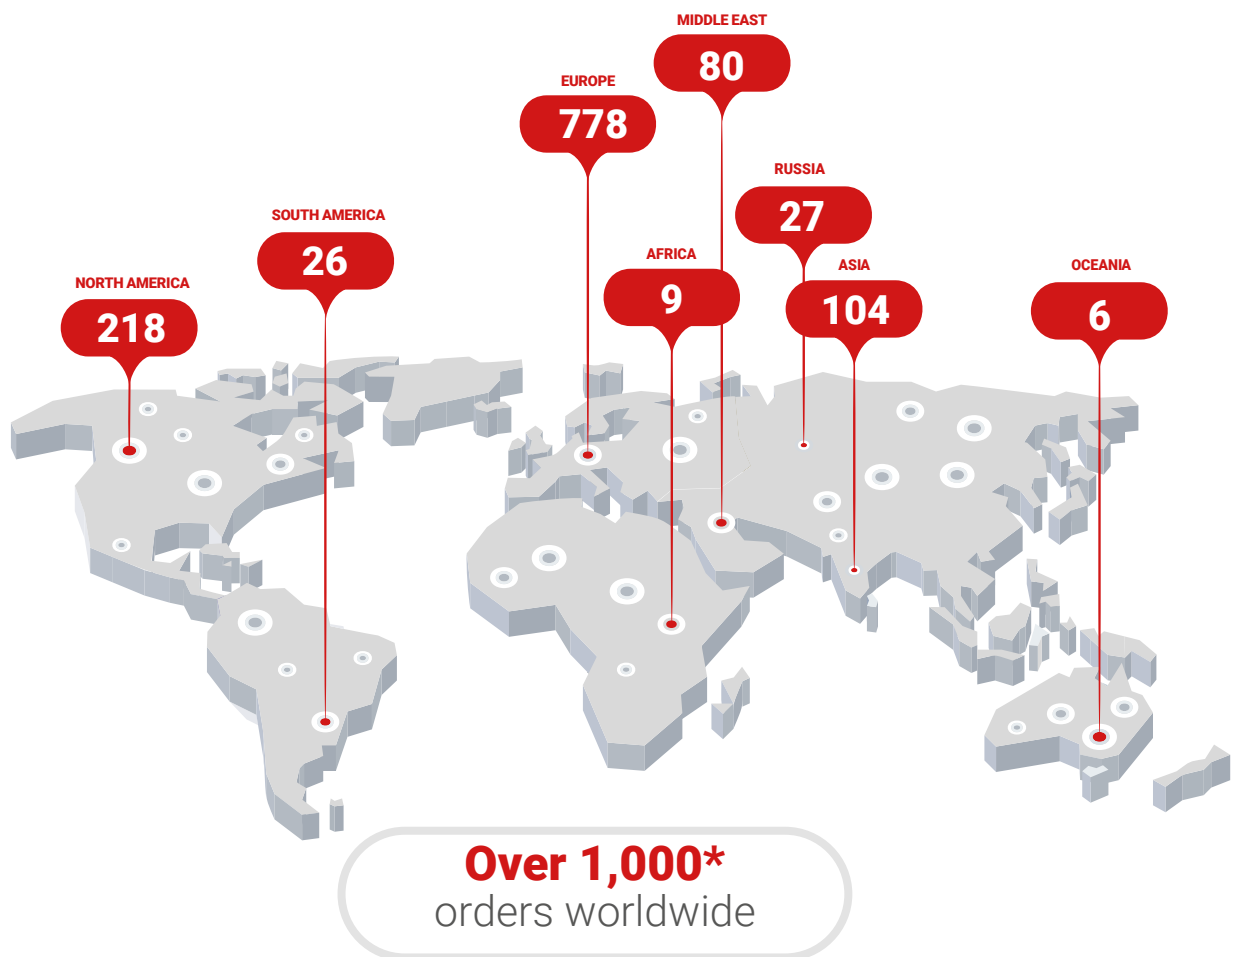 MIDDLE EAST
80
EUROPE
778
RUSSIA
27
SOUTH AMERICA
26
AFRICA
9
ASIA
104
OCEANIA
6
NORTH AMERICA
218
Over 1,000*
orders worldwide